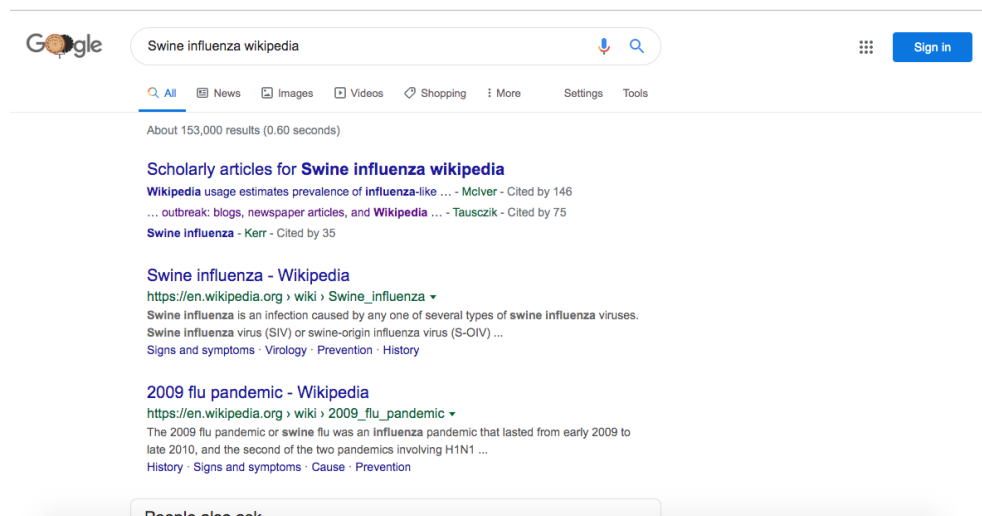 Google
Swine influenza wikipedia
Sign in
All News Images Videos Shopping More Settings Tools
About 153,000 results (0.60 seconds)
Scholarly articles for Swine influenza wikipedia
Wikipedia usage estimates prevalence of influenza-like … - McIver - Cited by 146
… outbreak: blogs, newspaper articles, and Wikipedia … - Tausczik - Cited by 75
Swine influenza - Kerr - Cited by 35
Swine influenza - Wikipedia
https://en.wikipedia.org › wiki › Swine_influenza
Swine influenza is an infection caused by any one of several types of swine influenza viruses.
Swine influenza virus (SIV) or swine-origin influenza virus (S-OIV) ...
Signs and symptoms · Virology · Prevention · History
2009 flu pandemic - Wikipedia
https://en.wikipedia.org › wiki › 2009_flu_pandemic
The 2009 flu pandemic or swine flu was an influenza pandemic that lasted from early 2009 to
late 2010, and the second of the two pandemics involving H1N1 ...
History · Signs and symptoms · Cause · Prevention
People also ask